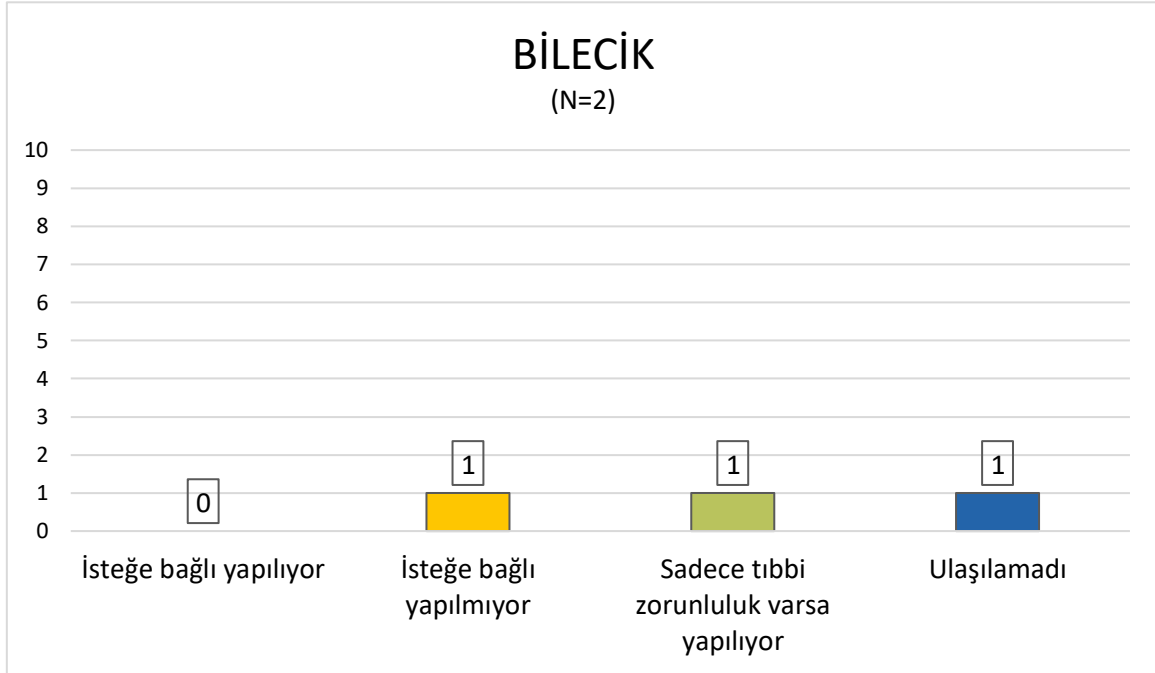 BİLECİK
(N=2)
10
9
8
7
6
5
4
3
2
1
0
0
1
1
1
İsteğe bağlı yapılıyor
İsteğe bağlı
yapılmıyor
Sadece tıbbi
zorunluluk varsa
yapılıyor
Ulaşılamadı